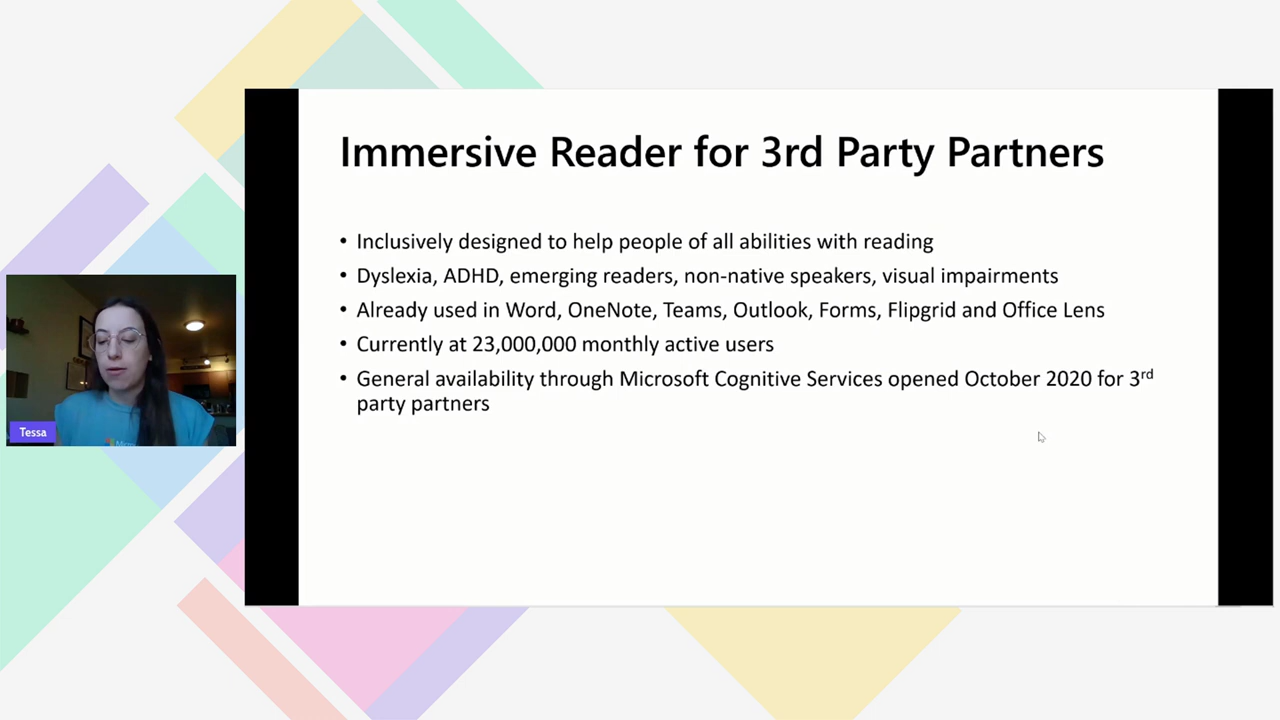 Immersive Reader for 3rd Party Partners
• Inclusively designed to help people of all abilities with reading
• Dyslexia, ADHD, emerging readers, non-native speakers, visual impairments
• Already used in Word, OneNote, Teams, Outlook, Forms, Flipgrid and Office Lens
• Currently at 23,000,000 monthly active users
• General availability through Microsoft Cognitive Services opened October 2020 for 3rd
party partners
Tessa